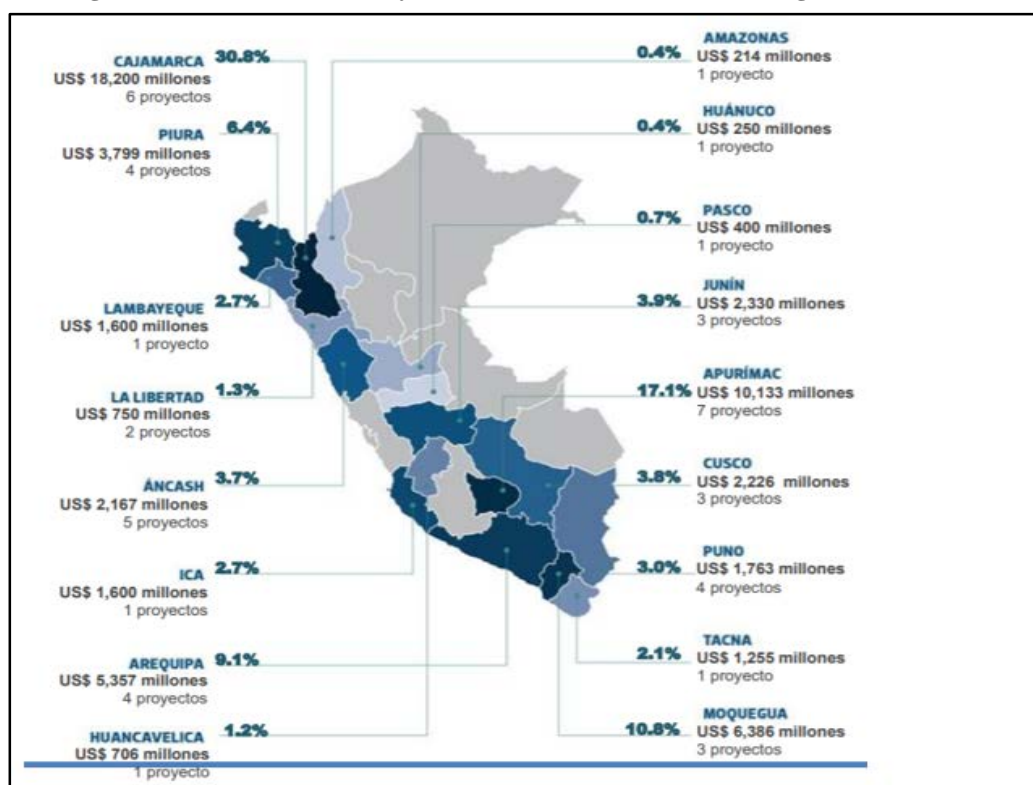 CAJAMARCA 30.8%
US$ 18,200 millones
6 proyectos
PIURA 6.4%
US$ 3,799 millones
4 proyectos
LAMBAYEQUE 2.7%
US$ 1,600 millones
1 proyecto
LA LIBERTAD 1.3%
US$ 750 millones
2 proyectos
ÁNCASH 3.7%
US$ 2,167 millones
5 proyectos
ICA 2.7%
US$ 1,600 millones
1 proyecto
AREQUIPA 9.1%
US$ 5,357 millones
4 proyectos
HUANCAVELICA 1.2%
US$ 706 millones
1 proyecto
AMAZONAS
0.4% US$ 214 millones
1 proyecto
HUÁNUCO
0.4% US$ 250 millones
1 proyecto
PASCO
0.7% US$ 400 millones
1 proyecto
JUNÍN
3.9% US$ 2,330 millones
3 proyectos
APURÍMAC
17.1% US$ 10,133 millones
7 proyectos
CUSCO
3.8% US$ 2,226 millones
3 proyectos
PUNO
3.0% US$ 1,763 millones
4 proyectos
TACNA
2.1% US$ 1,255 millones
1 proyecto
MOQUEGUA
10.8% US$ 6,386 millones
3 proyectos